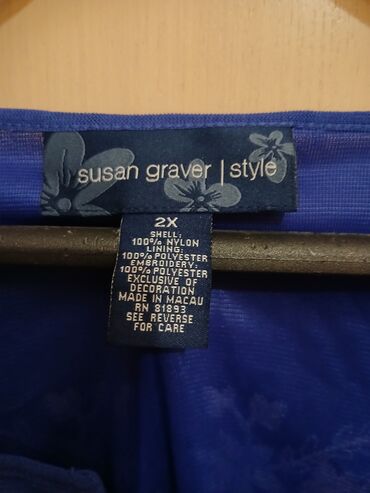 susan graver | style
2X
SHELL:
100% NYLON
LINING:
100% POLYESTER
EMBROIDERY:
100% POLYESTER
EXCLUSIVE OF
DECORATION
MADE IN MACAU
RN 81893
SEE REVERSE
FOR CARE